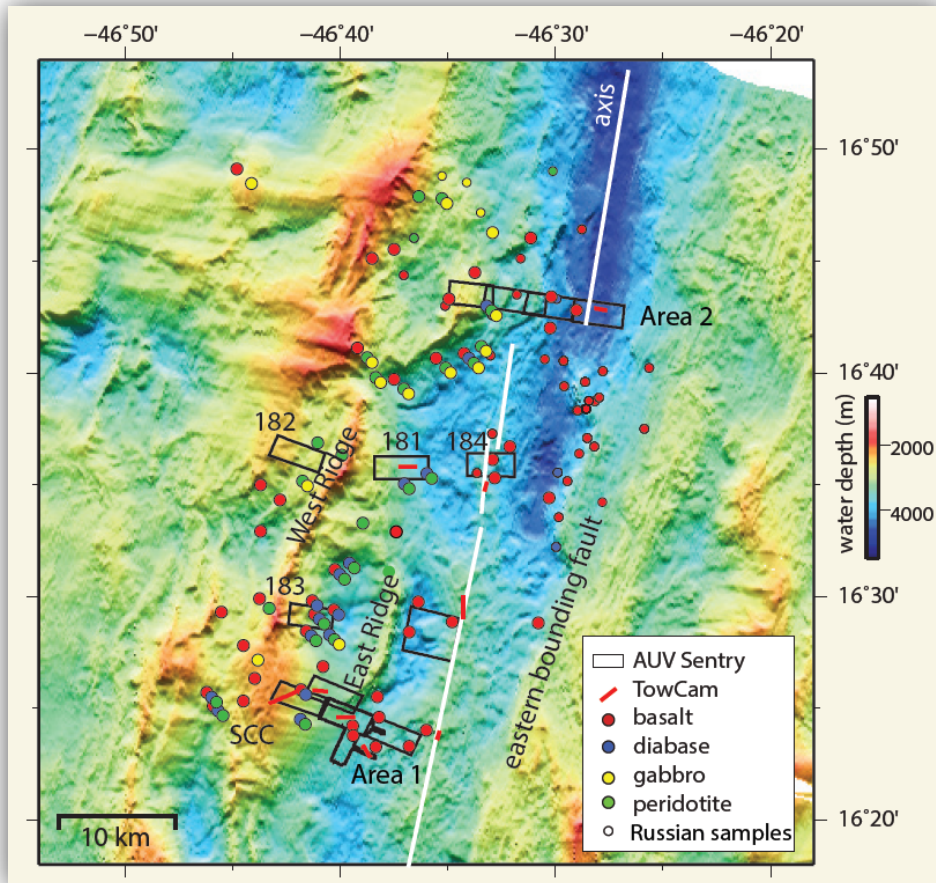 −46˚50'
−46˚40'
−46˚30'
−46˚20'
axis
16˚50'
Area 2
16˚40'
182
181
184
West Ridge
water depth (m)
2000
4000
183
East Ridge
eastern bounding fault
16˚30'
SCC
Area 1
AUV Sentry
TowCam
basalt
diabase
gabbro
peridotite
Russian samples
10 km
16˚20'